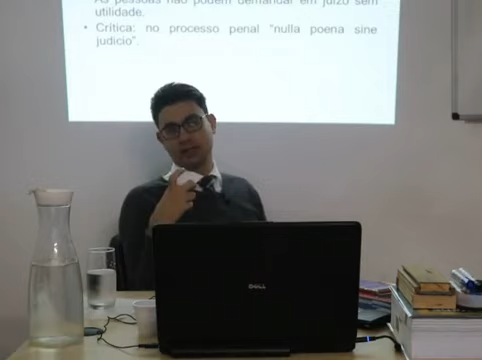 As pessoas não podem demandar em juízo sem
utilidade.
• Crítica: no processo penal "nulla poena sine
judicio".
DELL